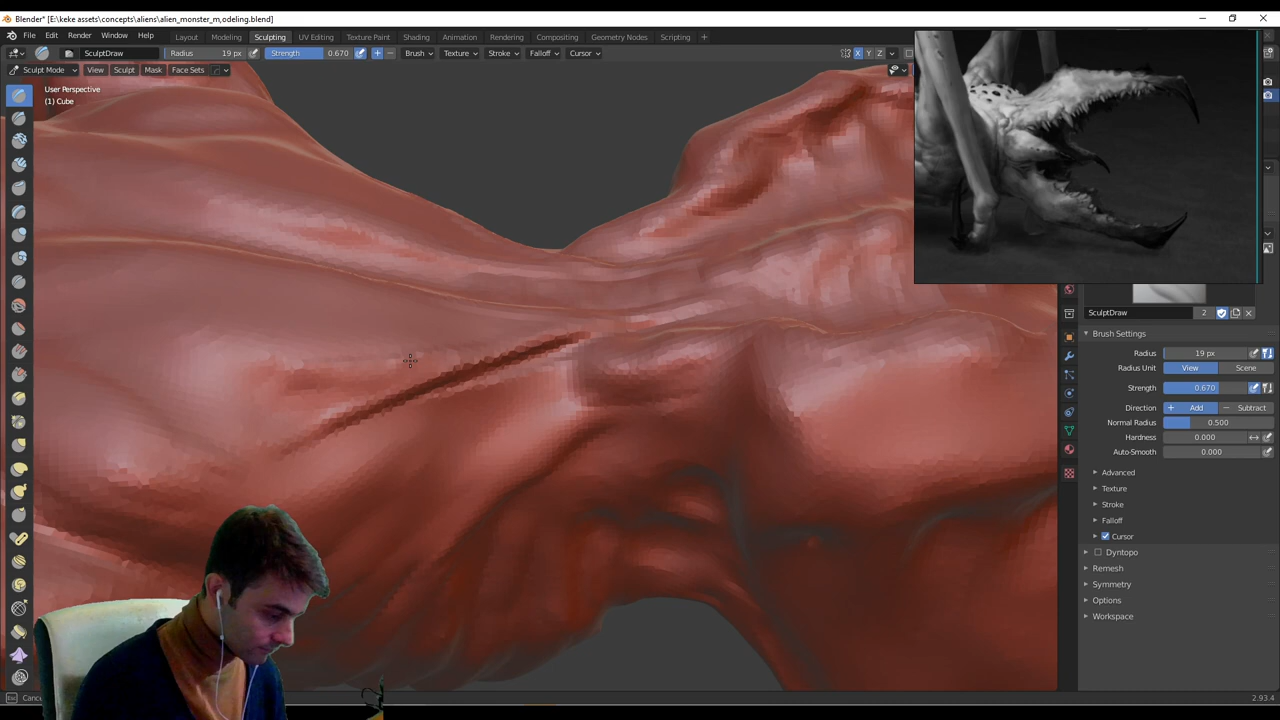 Blender* [E:\keke assets\concepts\aliens\alien_monster_m,odeling.blend]
File Edit Render Window Help Layout Modeling Sculpting UV Editing Texture Paint Shading Animation Rendering Compositing Geometry Nodes Scripting +
SculptDraw Radius 19 px Strength 0.670 + − Brush Texture Stroke Falloff Cursor X Y Z
Sculpt Mode View Sculpt Mask Face Sets
User Perspective
(1) Cube
SculptDraw 2
Brush Settings
Radius 19 px
Radius Unit View Scene
Strength 0.670
Direction + Add − Subtract
Normal Radius 0.500
Hardness 0.000
Auto-Smooth 0.000
Advanced
Texture
Stroke
Falloff
Cursor
Dyntopo
Remesh
Symmetry
Options
Workspace
2.93.4